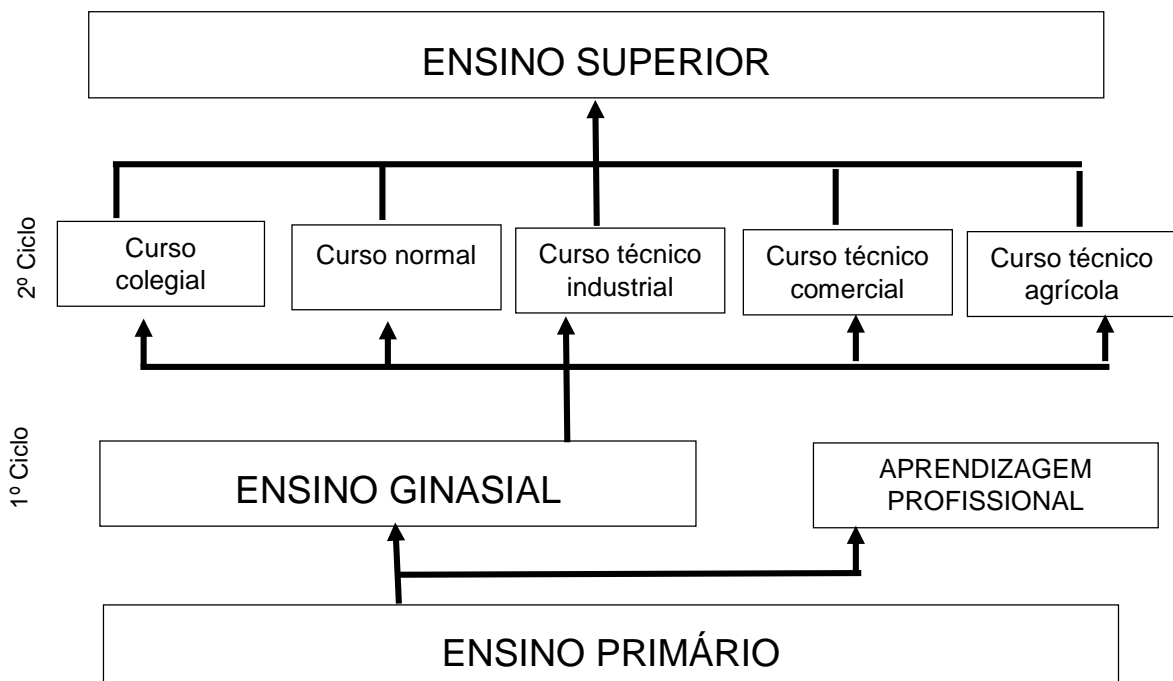 ENSINO SUPERIOR
2º Ciclo
Curso
colegial
Curso normal
Curso técnico
industrial
Curso técnico
comercial
Curso técnico
agrícola
1º Ciclo
ENSINO GINASIAL
APRENDIZAGEM
PROFISSIONAL
ENSINO PRIMÁRIO